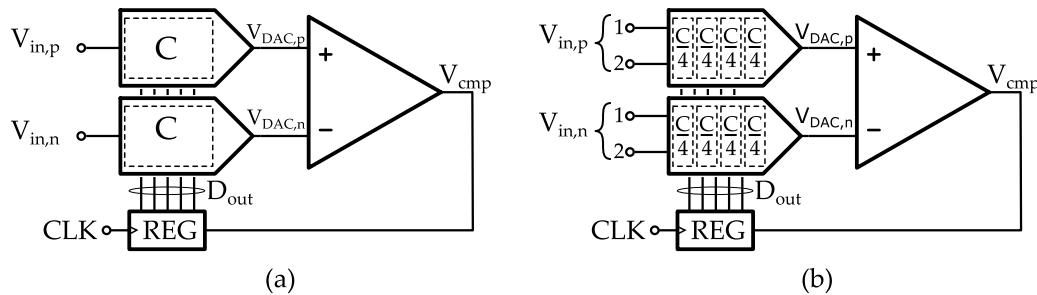 V_in,p
C
V_DAC,p
+
V_cmp
V_in,n
C
V_DAC,n
−
D_out
CLK
REG
(a)
V_in,p
1
2
C/4 C/4 C/4 C/4
V_DAC,p
+
V_cmp
V_in,n
1
2
C/4 C/4 C/4 C/4
V_DAC,n
−
D_out
CLK
REG
(b)